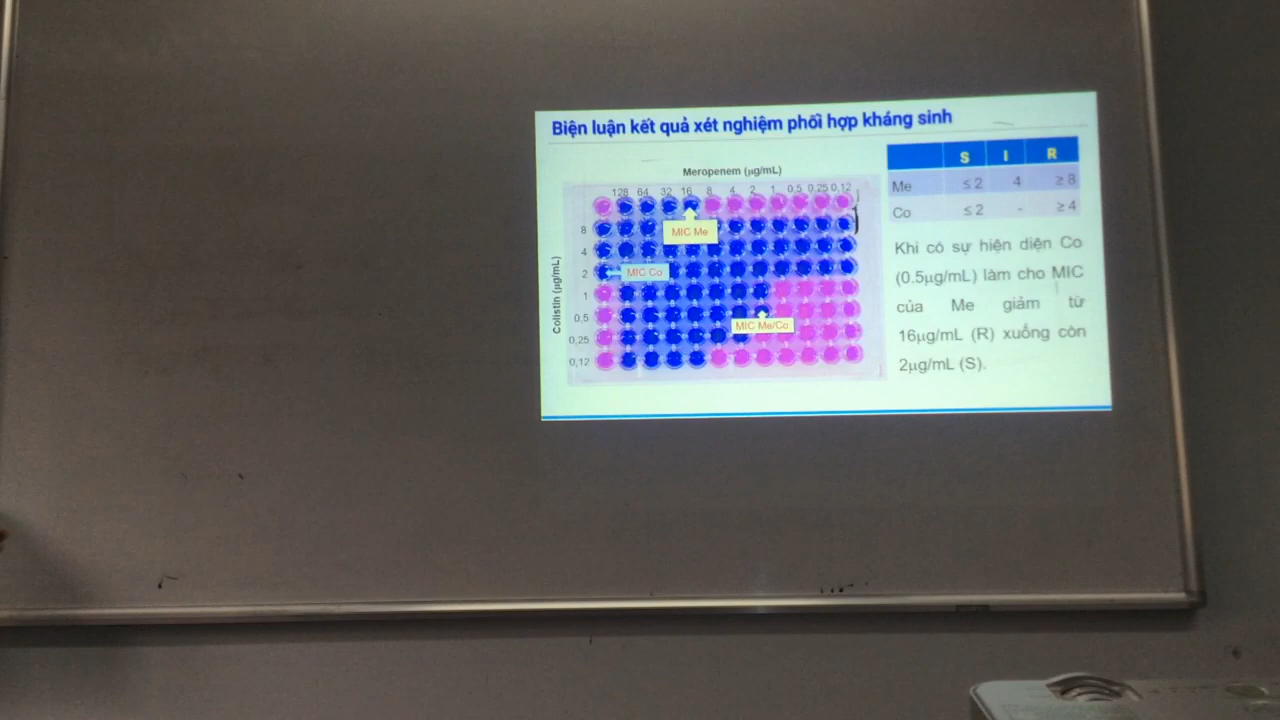 Biện luận kết quả xét nghiệm phối hợp kháng sinh
Meropenem (µg/mL)
128 64 32 16 8 4 2 1 0.5 0.25 0.12
Colistin (µg/mL)
8
4
2
1
0,5
0,25
0,12
MIC Me
MIC Co
MIC Me/Co
S I R
Me ≤2 4 ≥8
Co ≤2 - ≥4
Khi có sự hiện diện Co
(0.5µg/mL) làm cho MIC
của Me giảm từ
16µg/mL (R) xuống còn
2µg/mL (S).